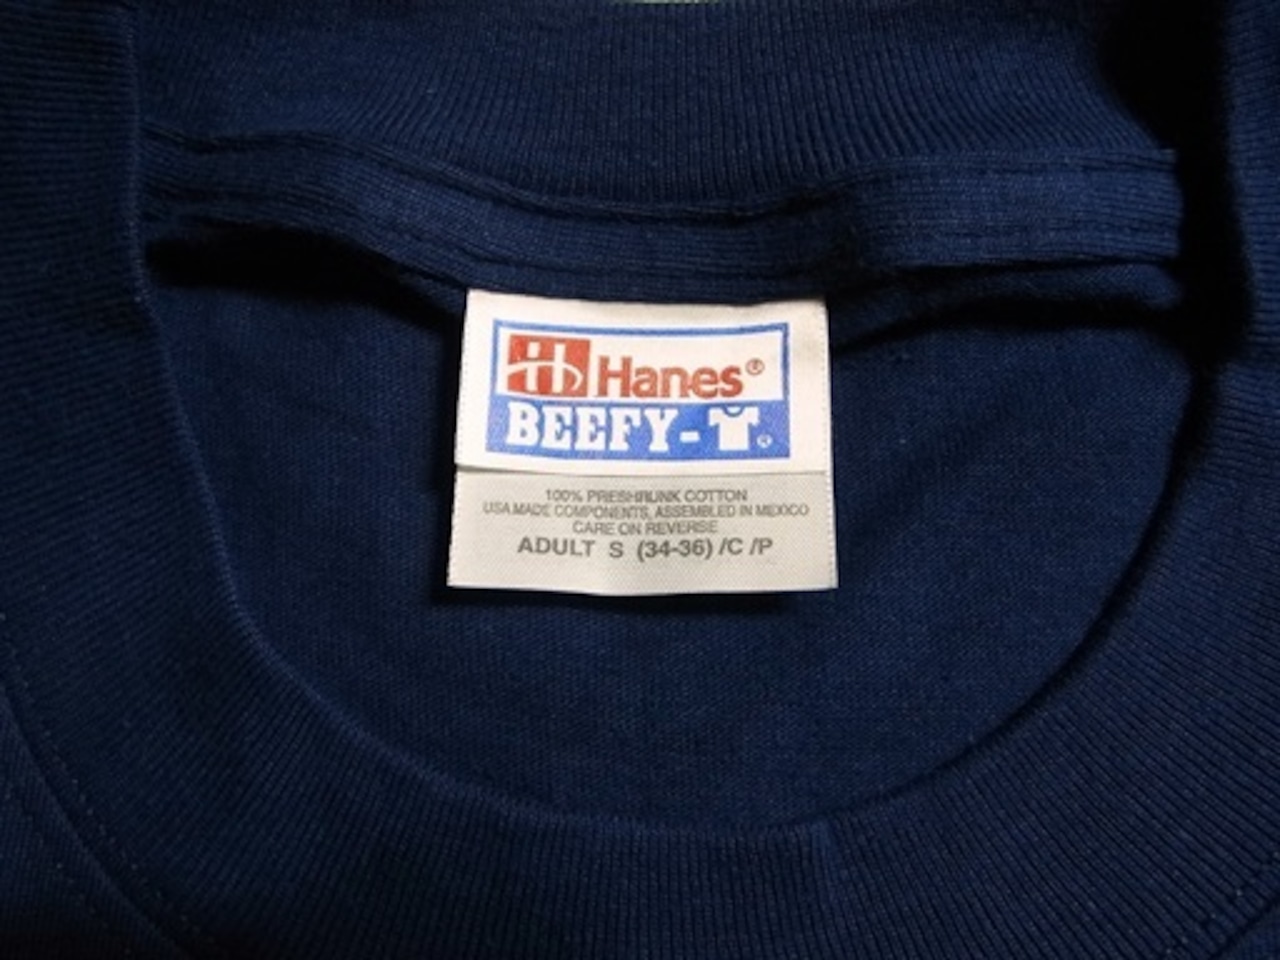 Hanes®
BEEFY-®
100% PRESHRUNK COTTON
USA MADE COMPONENTS, ASSEMBLED IN MEXICO
CARE ON REVERSE
ADULT S (34-36) /C /P